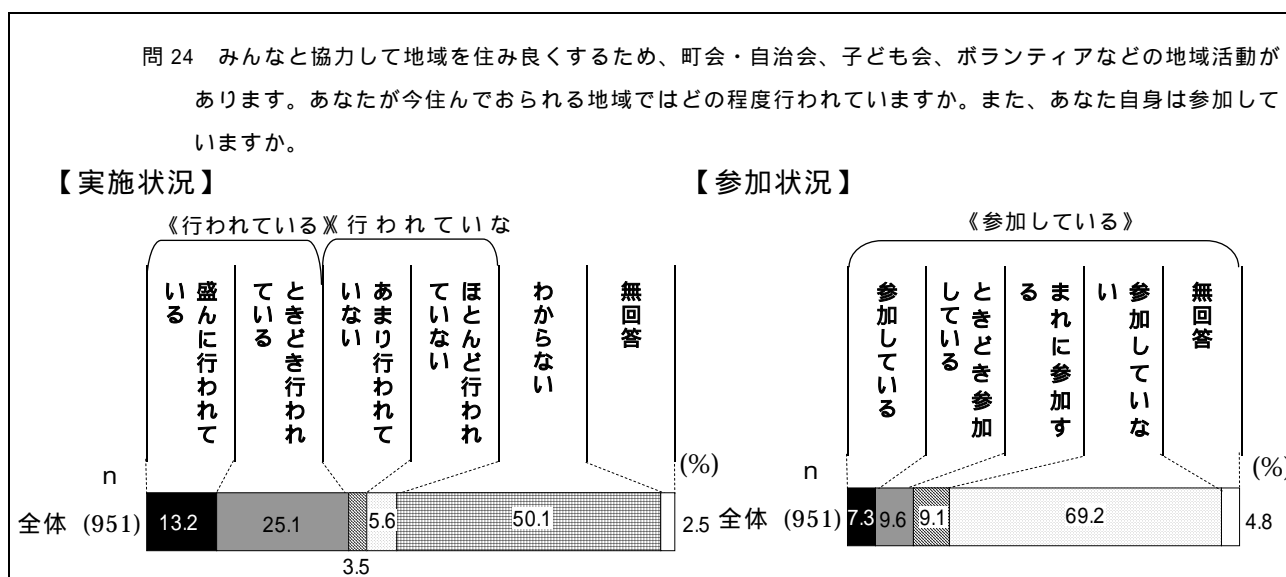 問 24　みんなと協力して地域を住み良くするため、町会・自治会、子ども会、ボランティアなどの地域活動が
あります。あなたが今住んでおられる地域ではどの程度行われていますか。また、あなた自身は参加して
いますか。
【実施状況】
《行われている》《行われていな
盛んに行われて
いる
ときどき行われ
ている
あまり行われて
いない
ほとんど行われ
ていない
わからない
無回答
n
(%)
全体 (951)
13.2
25.1
3.5
5.6
50.1
2.5
【参加状況】
《参加している》
参加している
ときどき参加
している
まれに参加す
る
参加していな
い
無回答
n
(%)
全体 (951)
7.3
9.6
9.1
69.2
4.8